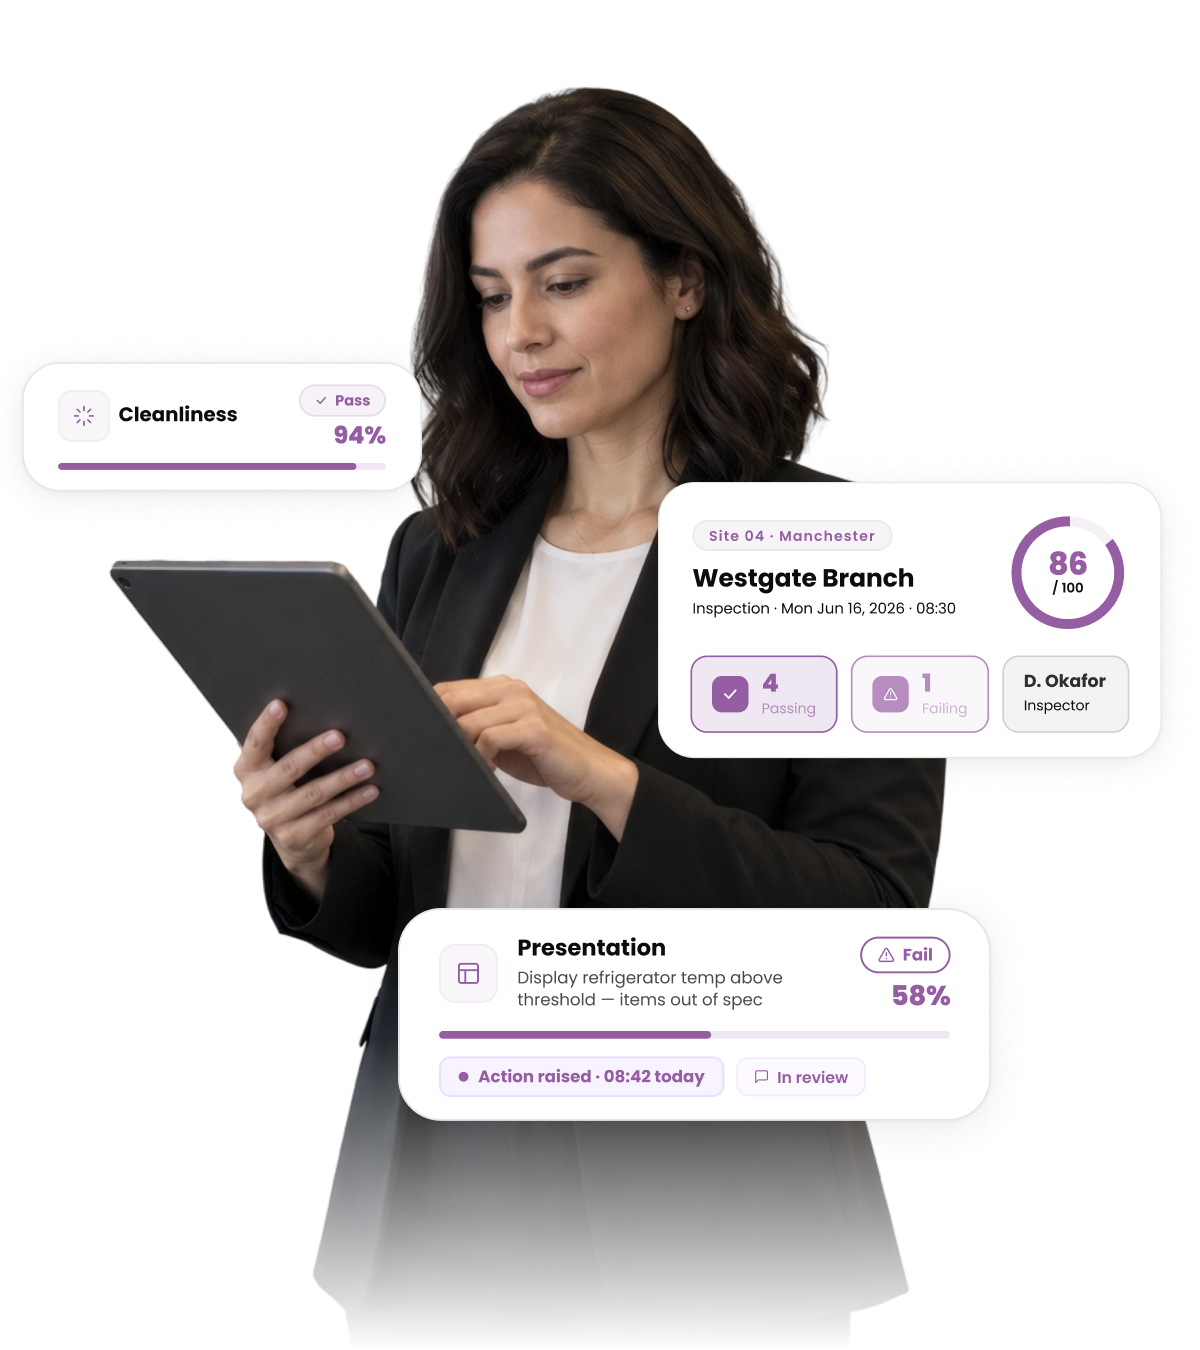 Cleanliness
Pass
94%
Site 04 · Manchester
Westgate Branch
Inspection · Mon Jun 16, 2026 · 08:30
86
/ 100
4
Passing
1
Failing
D. Okafor
Inspector
Presentation
Display refrigerator temp above
threshold — items out of spec
Fail
58%
Action raised · 08:42 today
In review